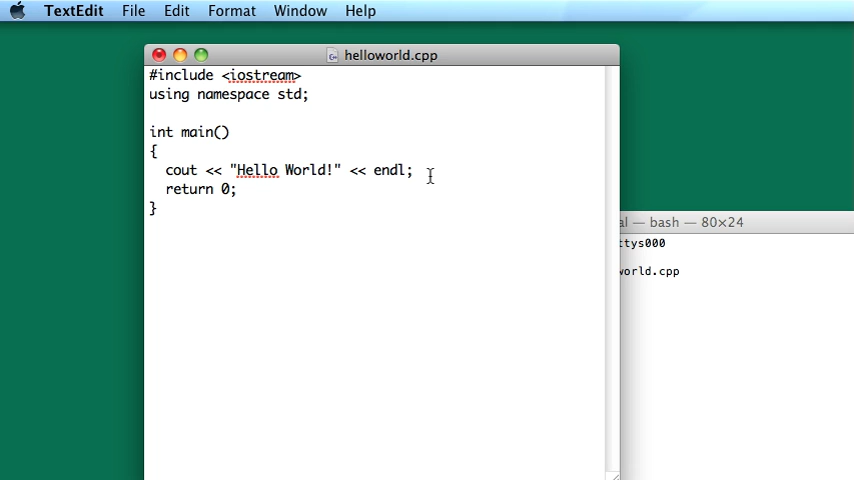 TextEdit File Edit Format Window Help
helloworld.cpp
#include <iostream>
using namespace std;
int main()
{
cout << "Hello World!" << endl;
return 0;
}
al — bash — 80×24
ttys000
world.cpp